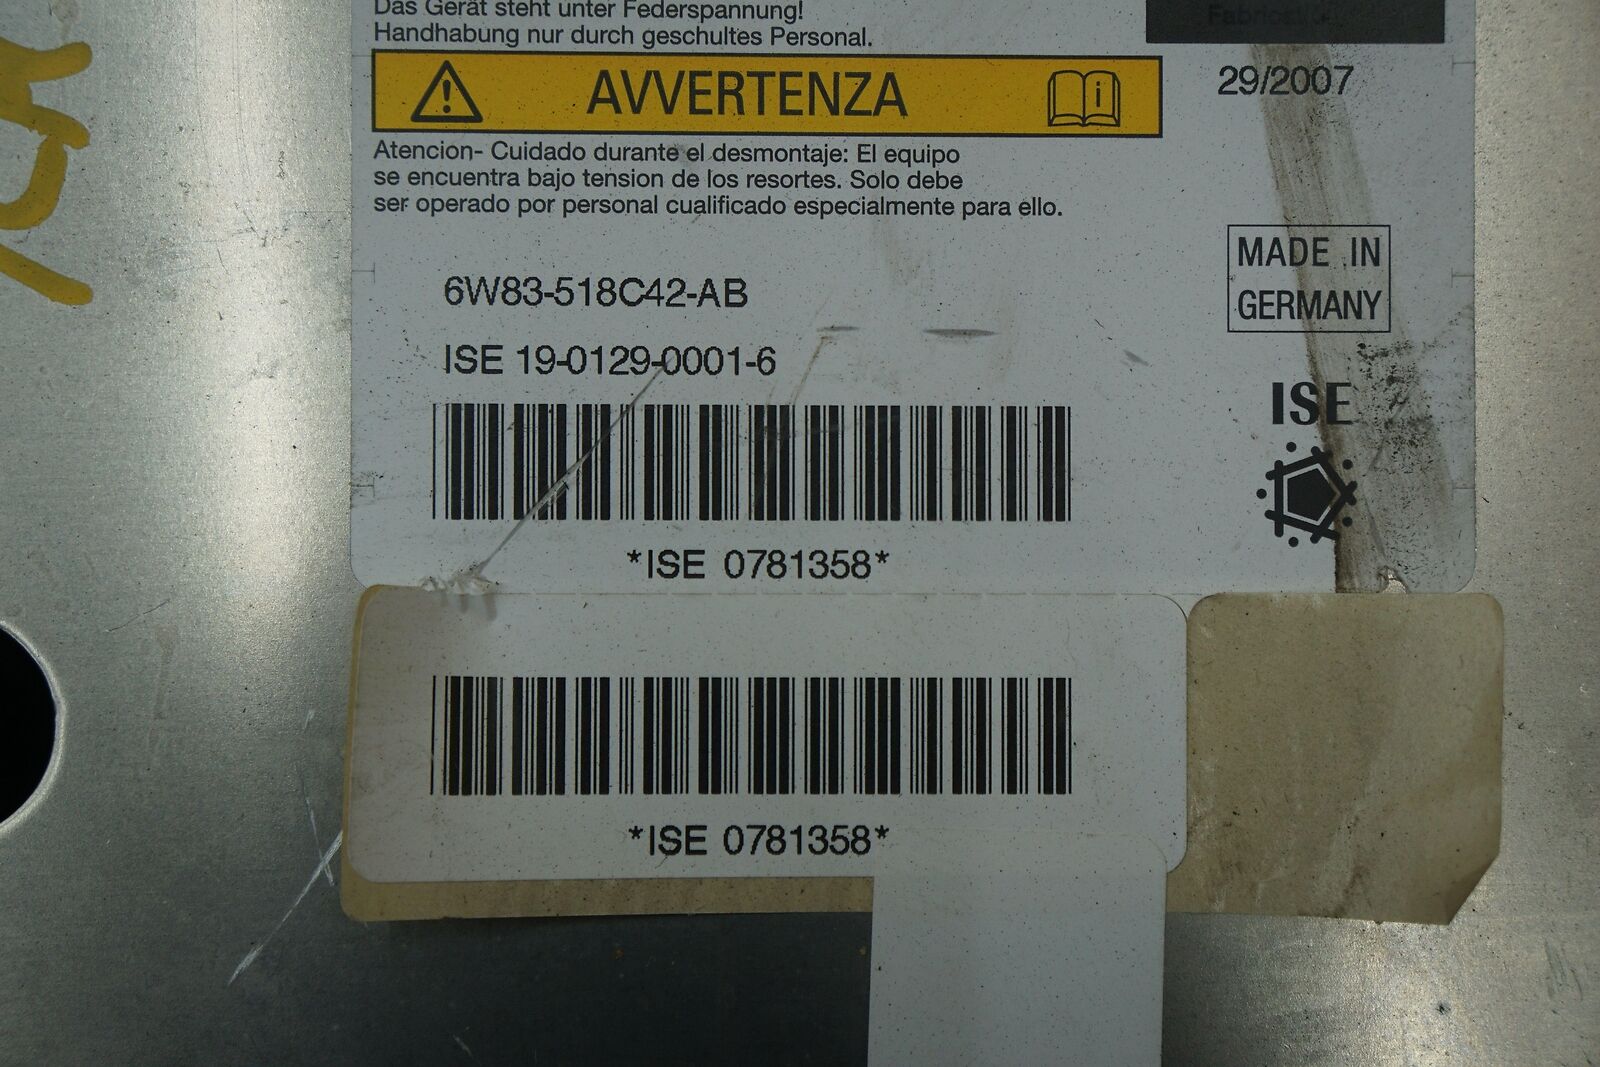 Das Gerät steht unter Federspannung!
Handhabung nur durch geschultes Personal.
AVVERTENZA
29/2007
Atencion- Cuidado durante el desmontaje: El equipo
se encuentra bajo tension de los resortes. Solo debe
ser operado por personal cualificado especialmente para ello.
MADE IN
GERMANY
6W83-518C42-AB
ISE 19-0129-0001-6
ISE
*ISE 0781358*
*ISE 0781358*